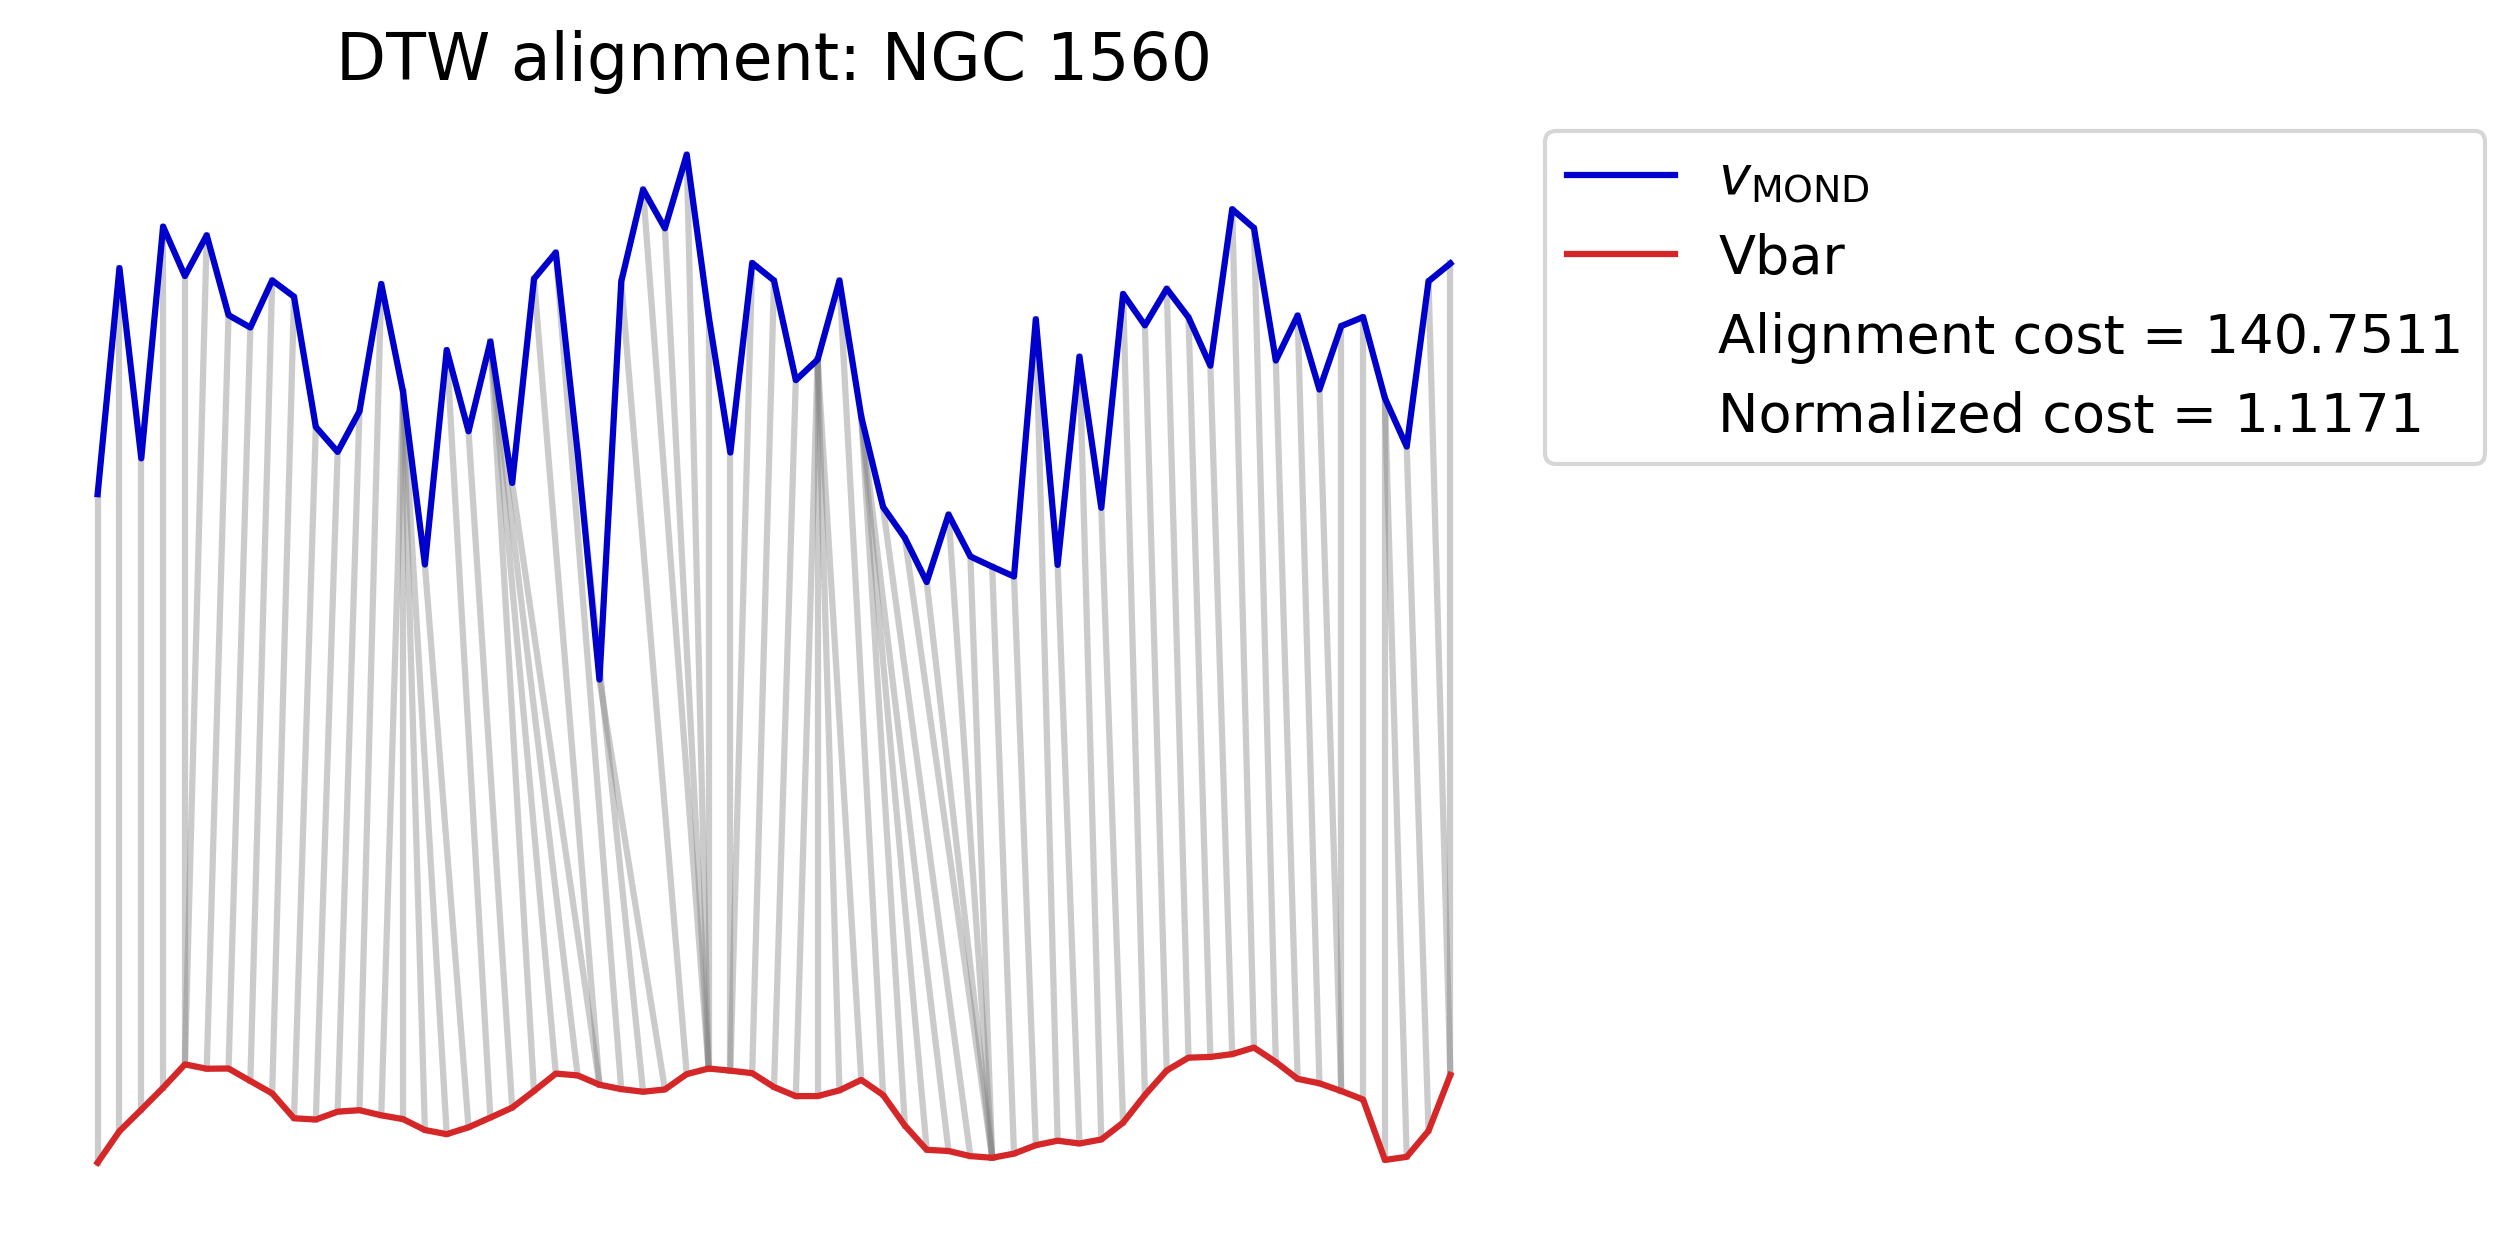 DTW alignment: NGC 1560
vMOND
Vbar
Alignment cost = 140.7511
Normalized cost = 1.1171